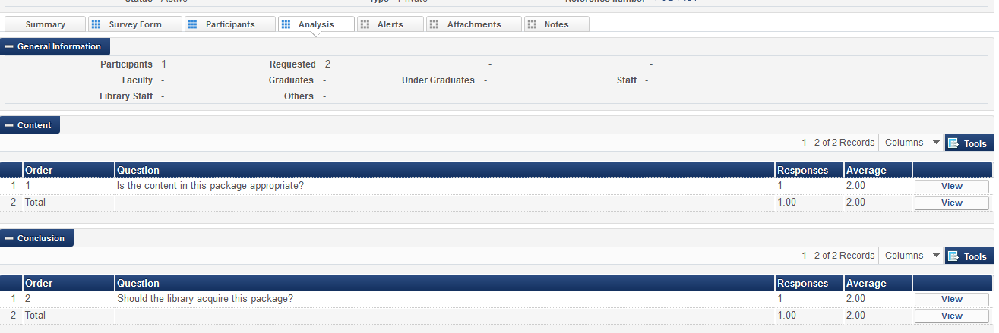 Summary Survey Form Participants Analysis Alerts Attachments Notes
General Information
Participants 1 Requested 2 - -
Faculty - Graduates - Under Graduates - Staff -
Library Staff - Others -
Content
1 - 2 of 2 Records Columns Tools
Order Question Responses Average
1 1 Is the content in this package appropriate? 1 2.00 View
2 Total - 1.00 2.00 View
Conclusion
1 - 2 of 2 Records Columns Tools
Order Question Responses Average
1 2 Should the library acquire this package? 1 2.00 View
2 Total - 1.00 2.00 View